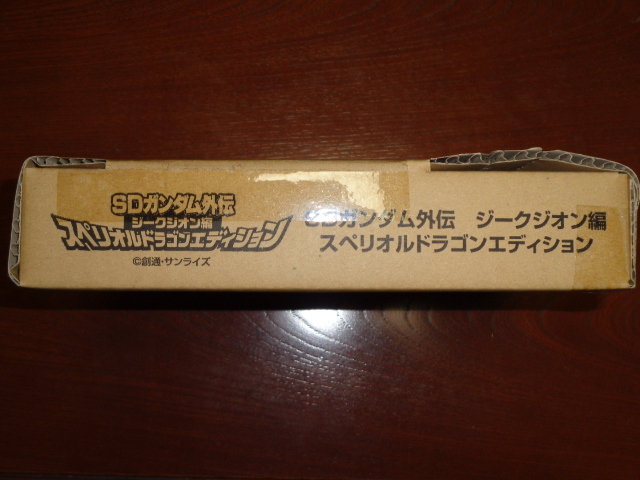 SDガンダム外伝
ジークジオン編
スペリオルドラゴンエディション
©創通・サンライズ
SDガンダム外伝 ジークジオン編
スペリオルドラゴンエディション